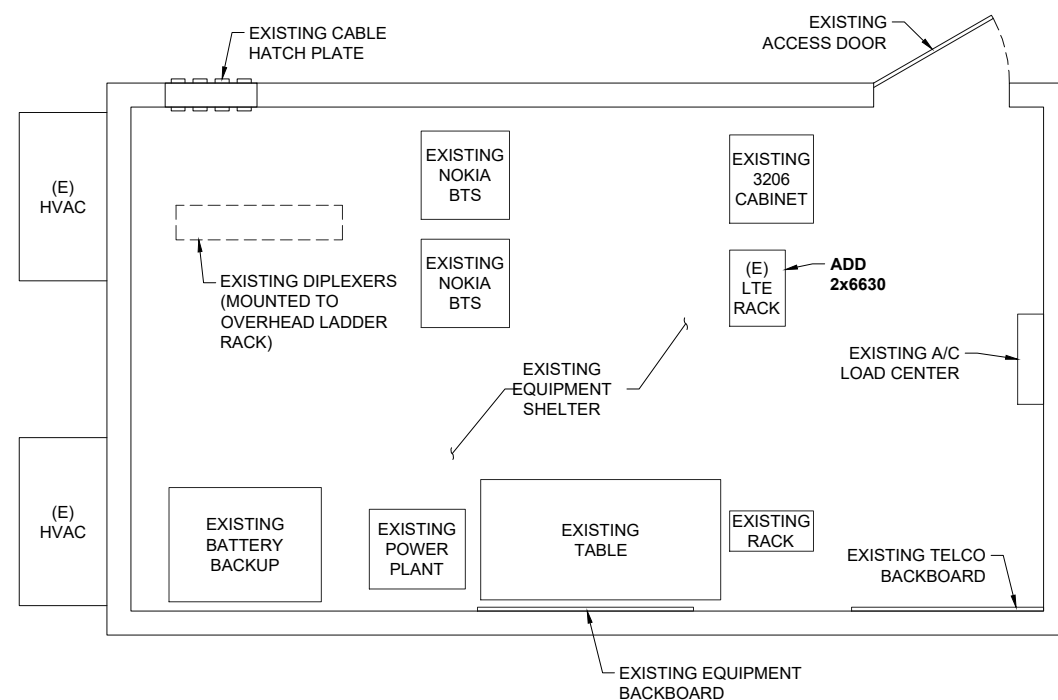 EXISTING CABLE
HATCH PLATE
EXISTING
ACCESS DOOR
(E)
HVAC
EXISTING
NOKIA
BTS
EXISTING
3206
CABINET
EXISTING DIPLEXERS
(MOUNTED TO
OVERHEAD LADDER
RACK)
EXISTING
NOKIA
BTS
(E)
LTE
RACK
ADD
2x6630
EXISTING A/C
LOAD CENTER
EXISTING
EQUIPMENT
SHELTER
(E)
HVAC
EXISTING
BATTERY
BACKUP
EXISTING
POWER
PLANT
EXISTING
TABLE
EXISTING
RACK
EXISTING TELCO
BACKBOARD
EXISTING EQUIPMENT
BACKBOARD